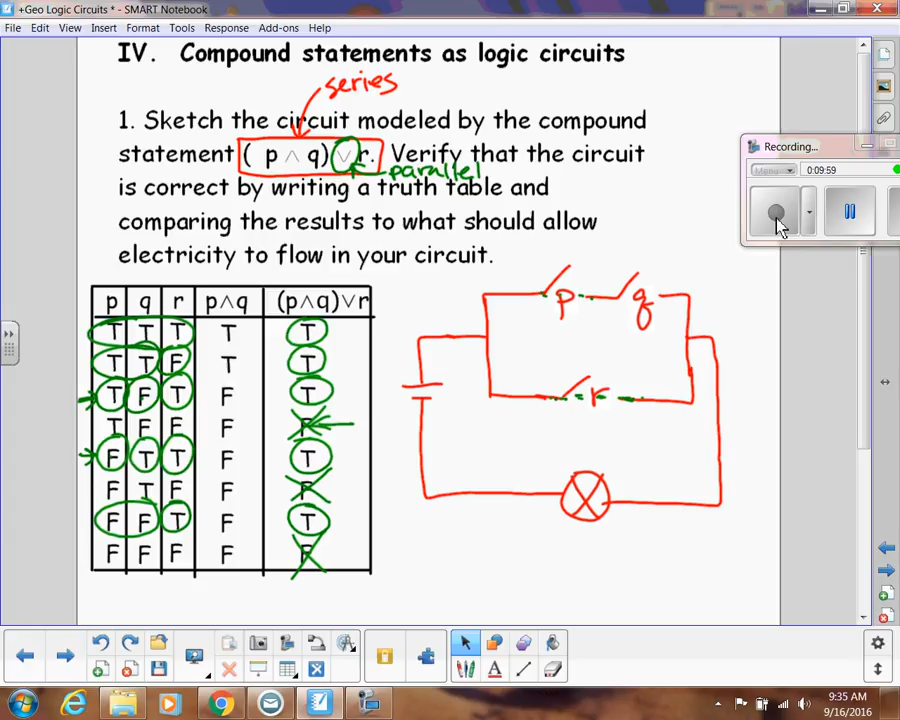 +Geo Logic Circuits * - SMART Notebook
File Edit View Insert Format Tools Add-ons Help
IV. Compound statements as logic circuits
series
1. Sketch the circuit modeled by the compound
statement ( p ∧ q) ∨ r. Verify that the circuit
parallel
is correct by writing a truth table and
comparing the results to what should allow
electricity to flow in your circuit.
Recording...
Menu 0:09:59
p q r p∧q (p∧q)∨r
T T T T T
T T F T T
T F T F T
T F F F F
F T T F T
F T F F F
F F T F T
F F F F F
p q
r
A
9:35 AM
9/16/2016